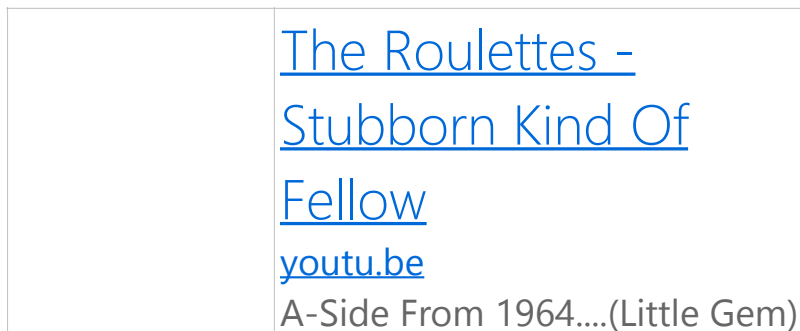 The Roulettes -
Stubborn Kind Of
Fellow
youtu.be
A-Side From 1964....(Little Gem)